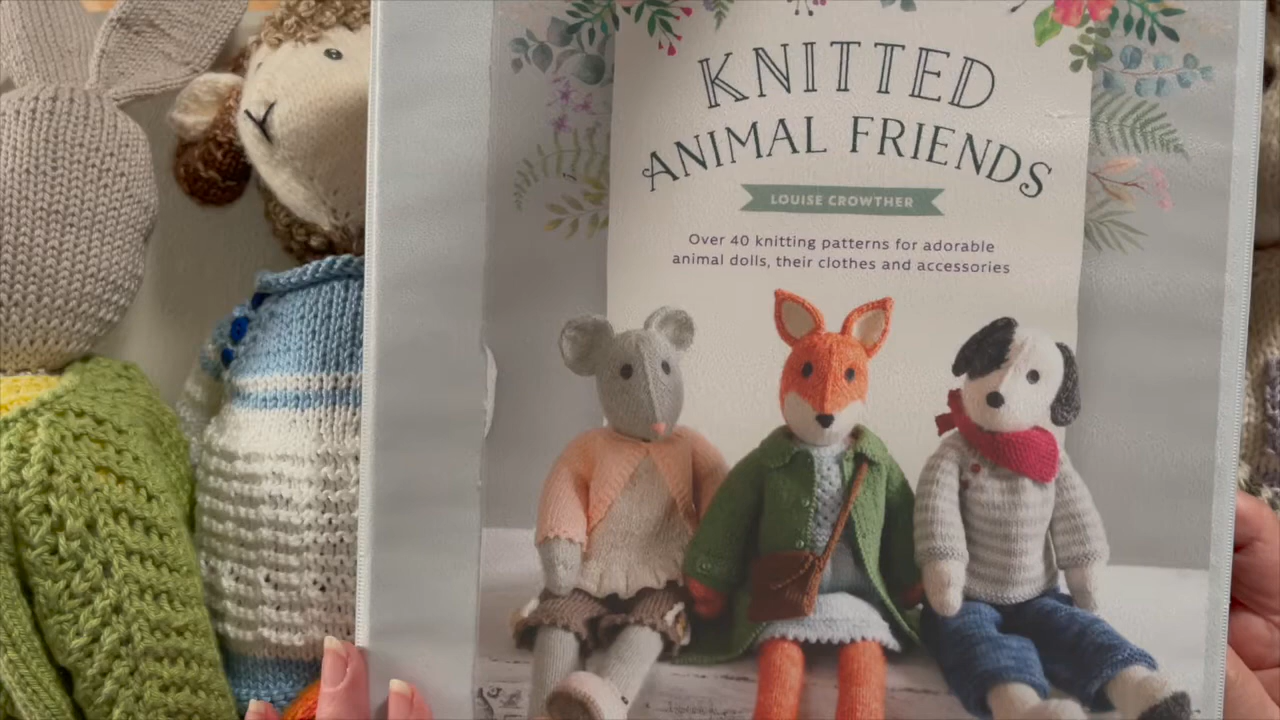 KNITTED
ANIMAL FRIENDS
LOUISE CROWTHER
Over 40 knitting patterns for adorable
animal dolls, their clothes and accessories